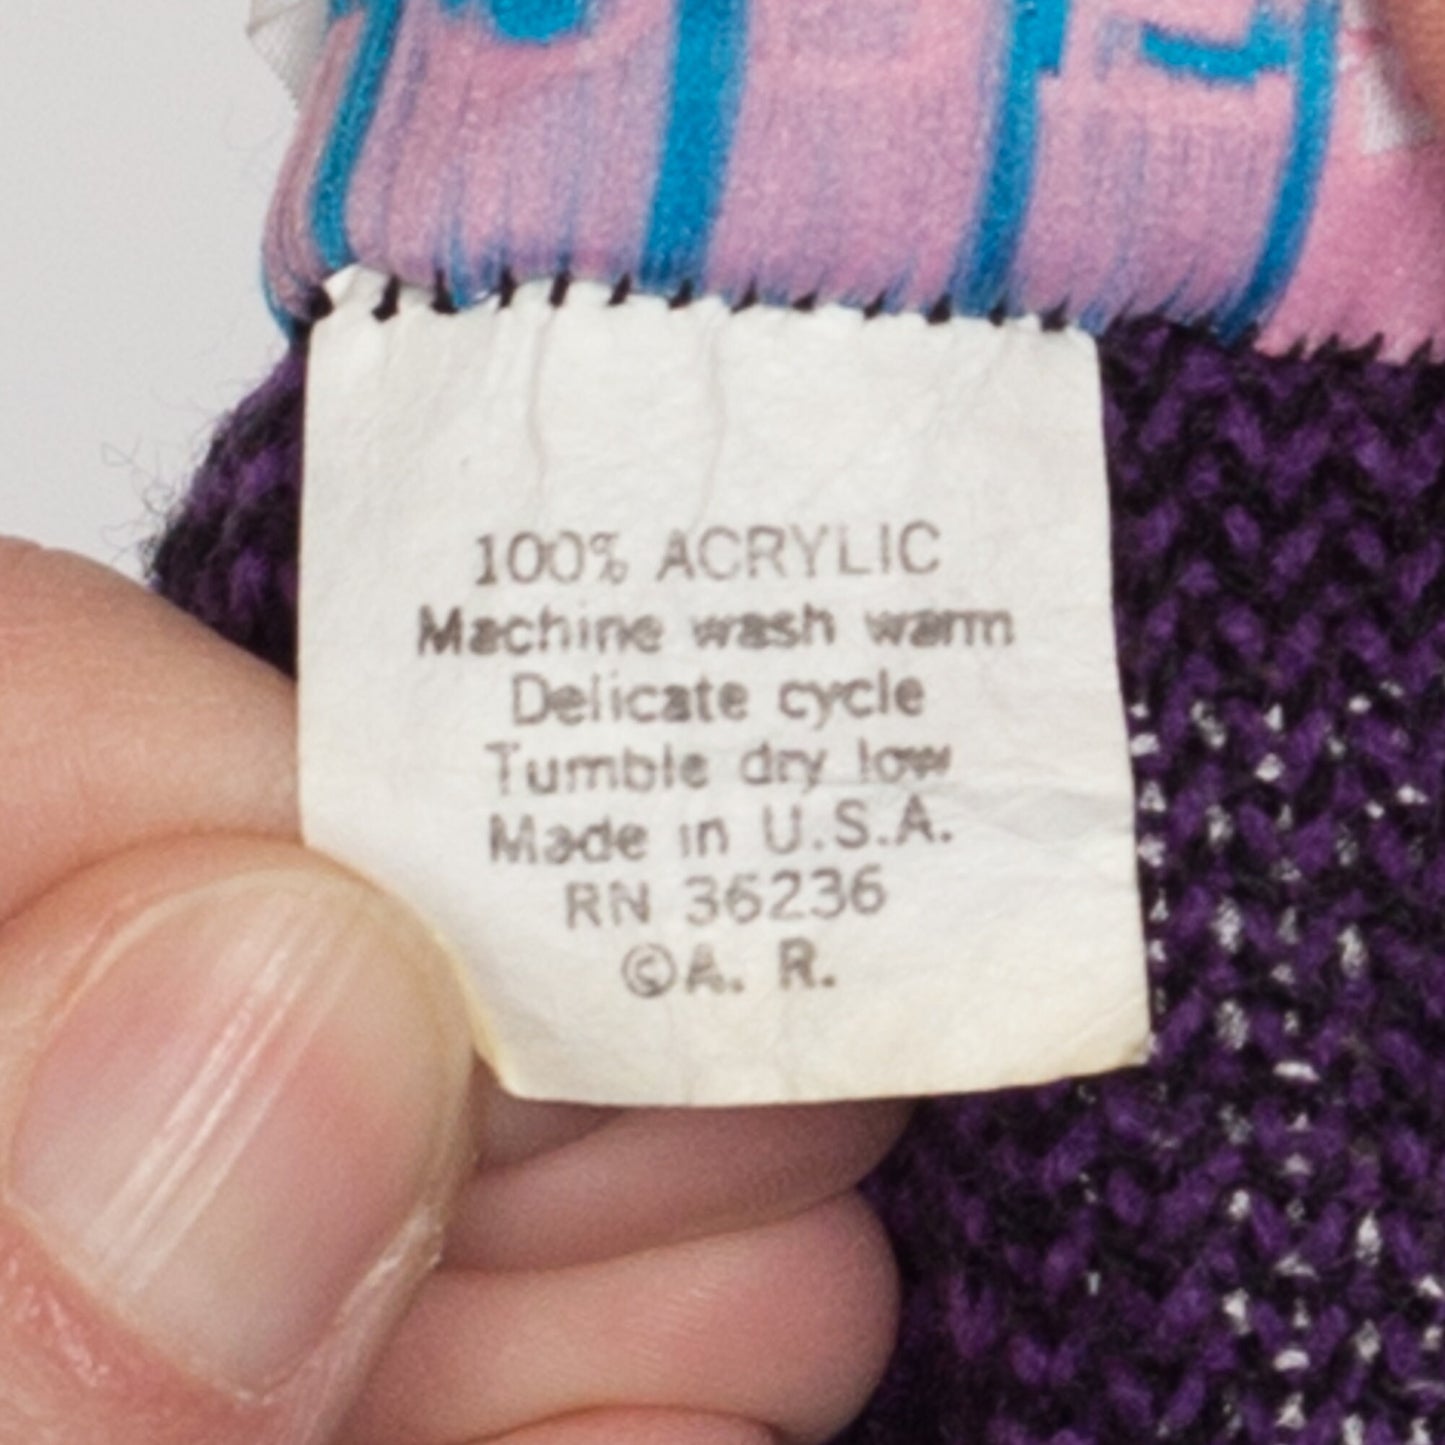 100% ACRYLIC
Machine wash warm
Delicate cycle
Tumble dry low
Made in U.S.A.
RN 36236
©A. R.